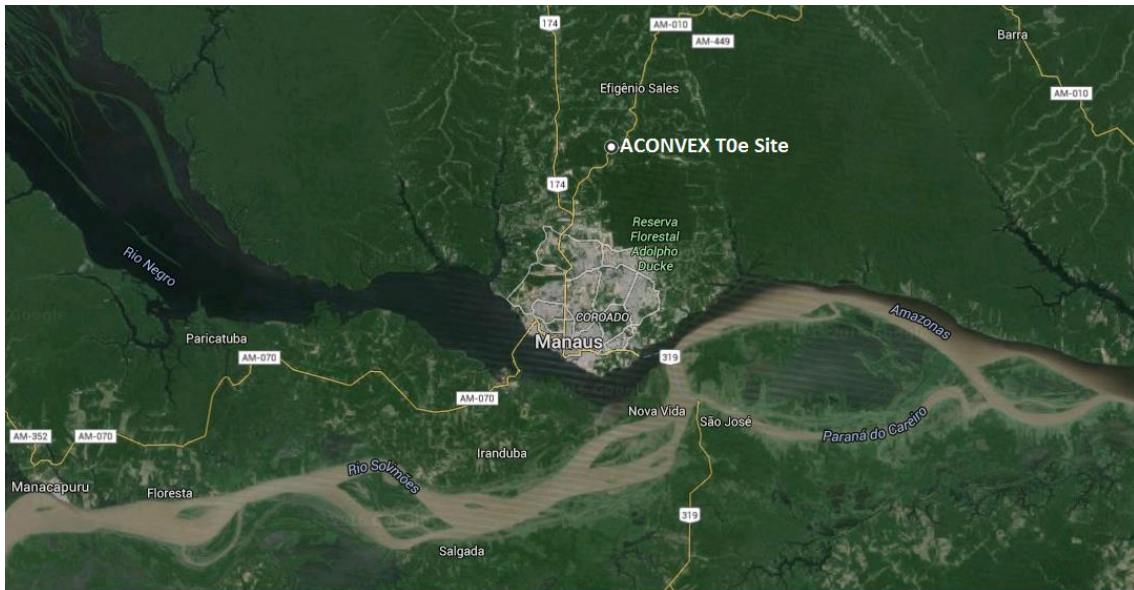 174
AM-010
AM-449
Barra
Efigênio Sales
AM-010
ACONVEX T0e Site
174
Reserva
Florestal
Adolpho
Ducke
Rio Negro
COROADO
Amazonas
Paricatuba
Manaus
AM-070
319
AM-070
Nova Vida
São José
Paraná do Careiro
AM-352
AM-070
Iranduba
Rio Solimões
Manacapuru
Floresta
319
Salgada